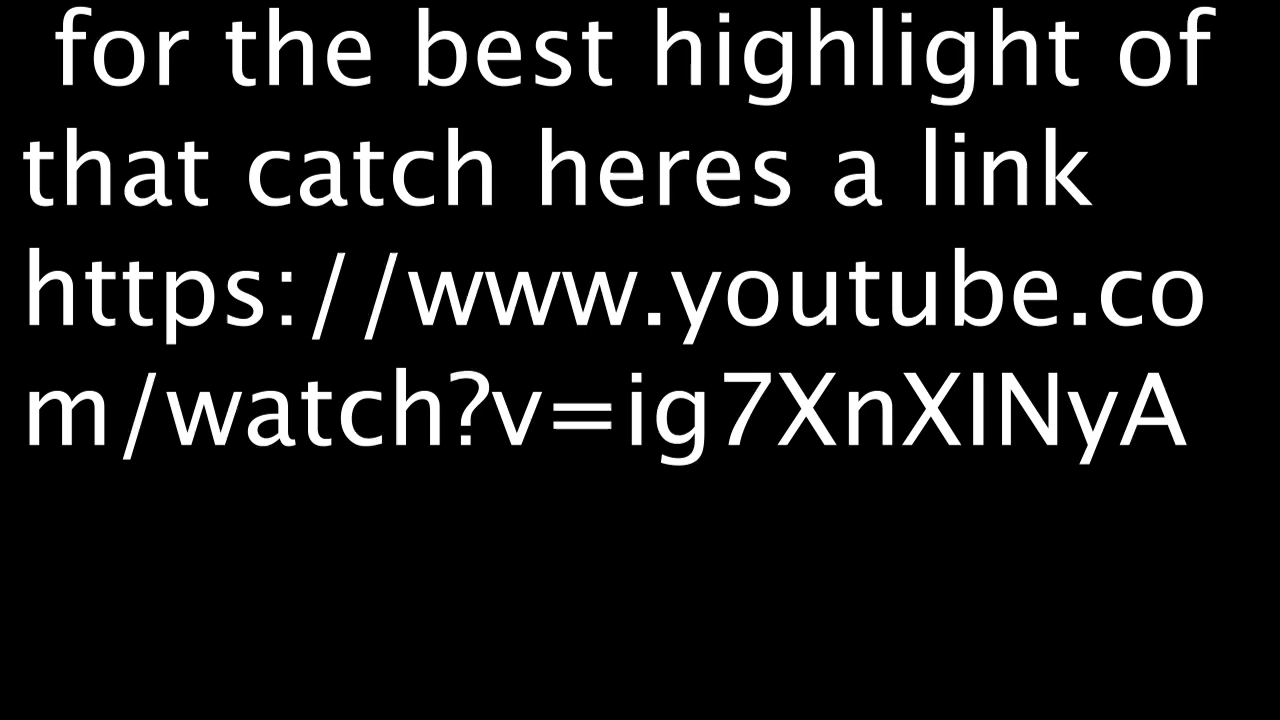 for the best highlight of
that catch heres a link
https://www.youtube.co
m/watch?v=ig7XnXINyA